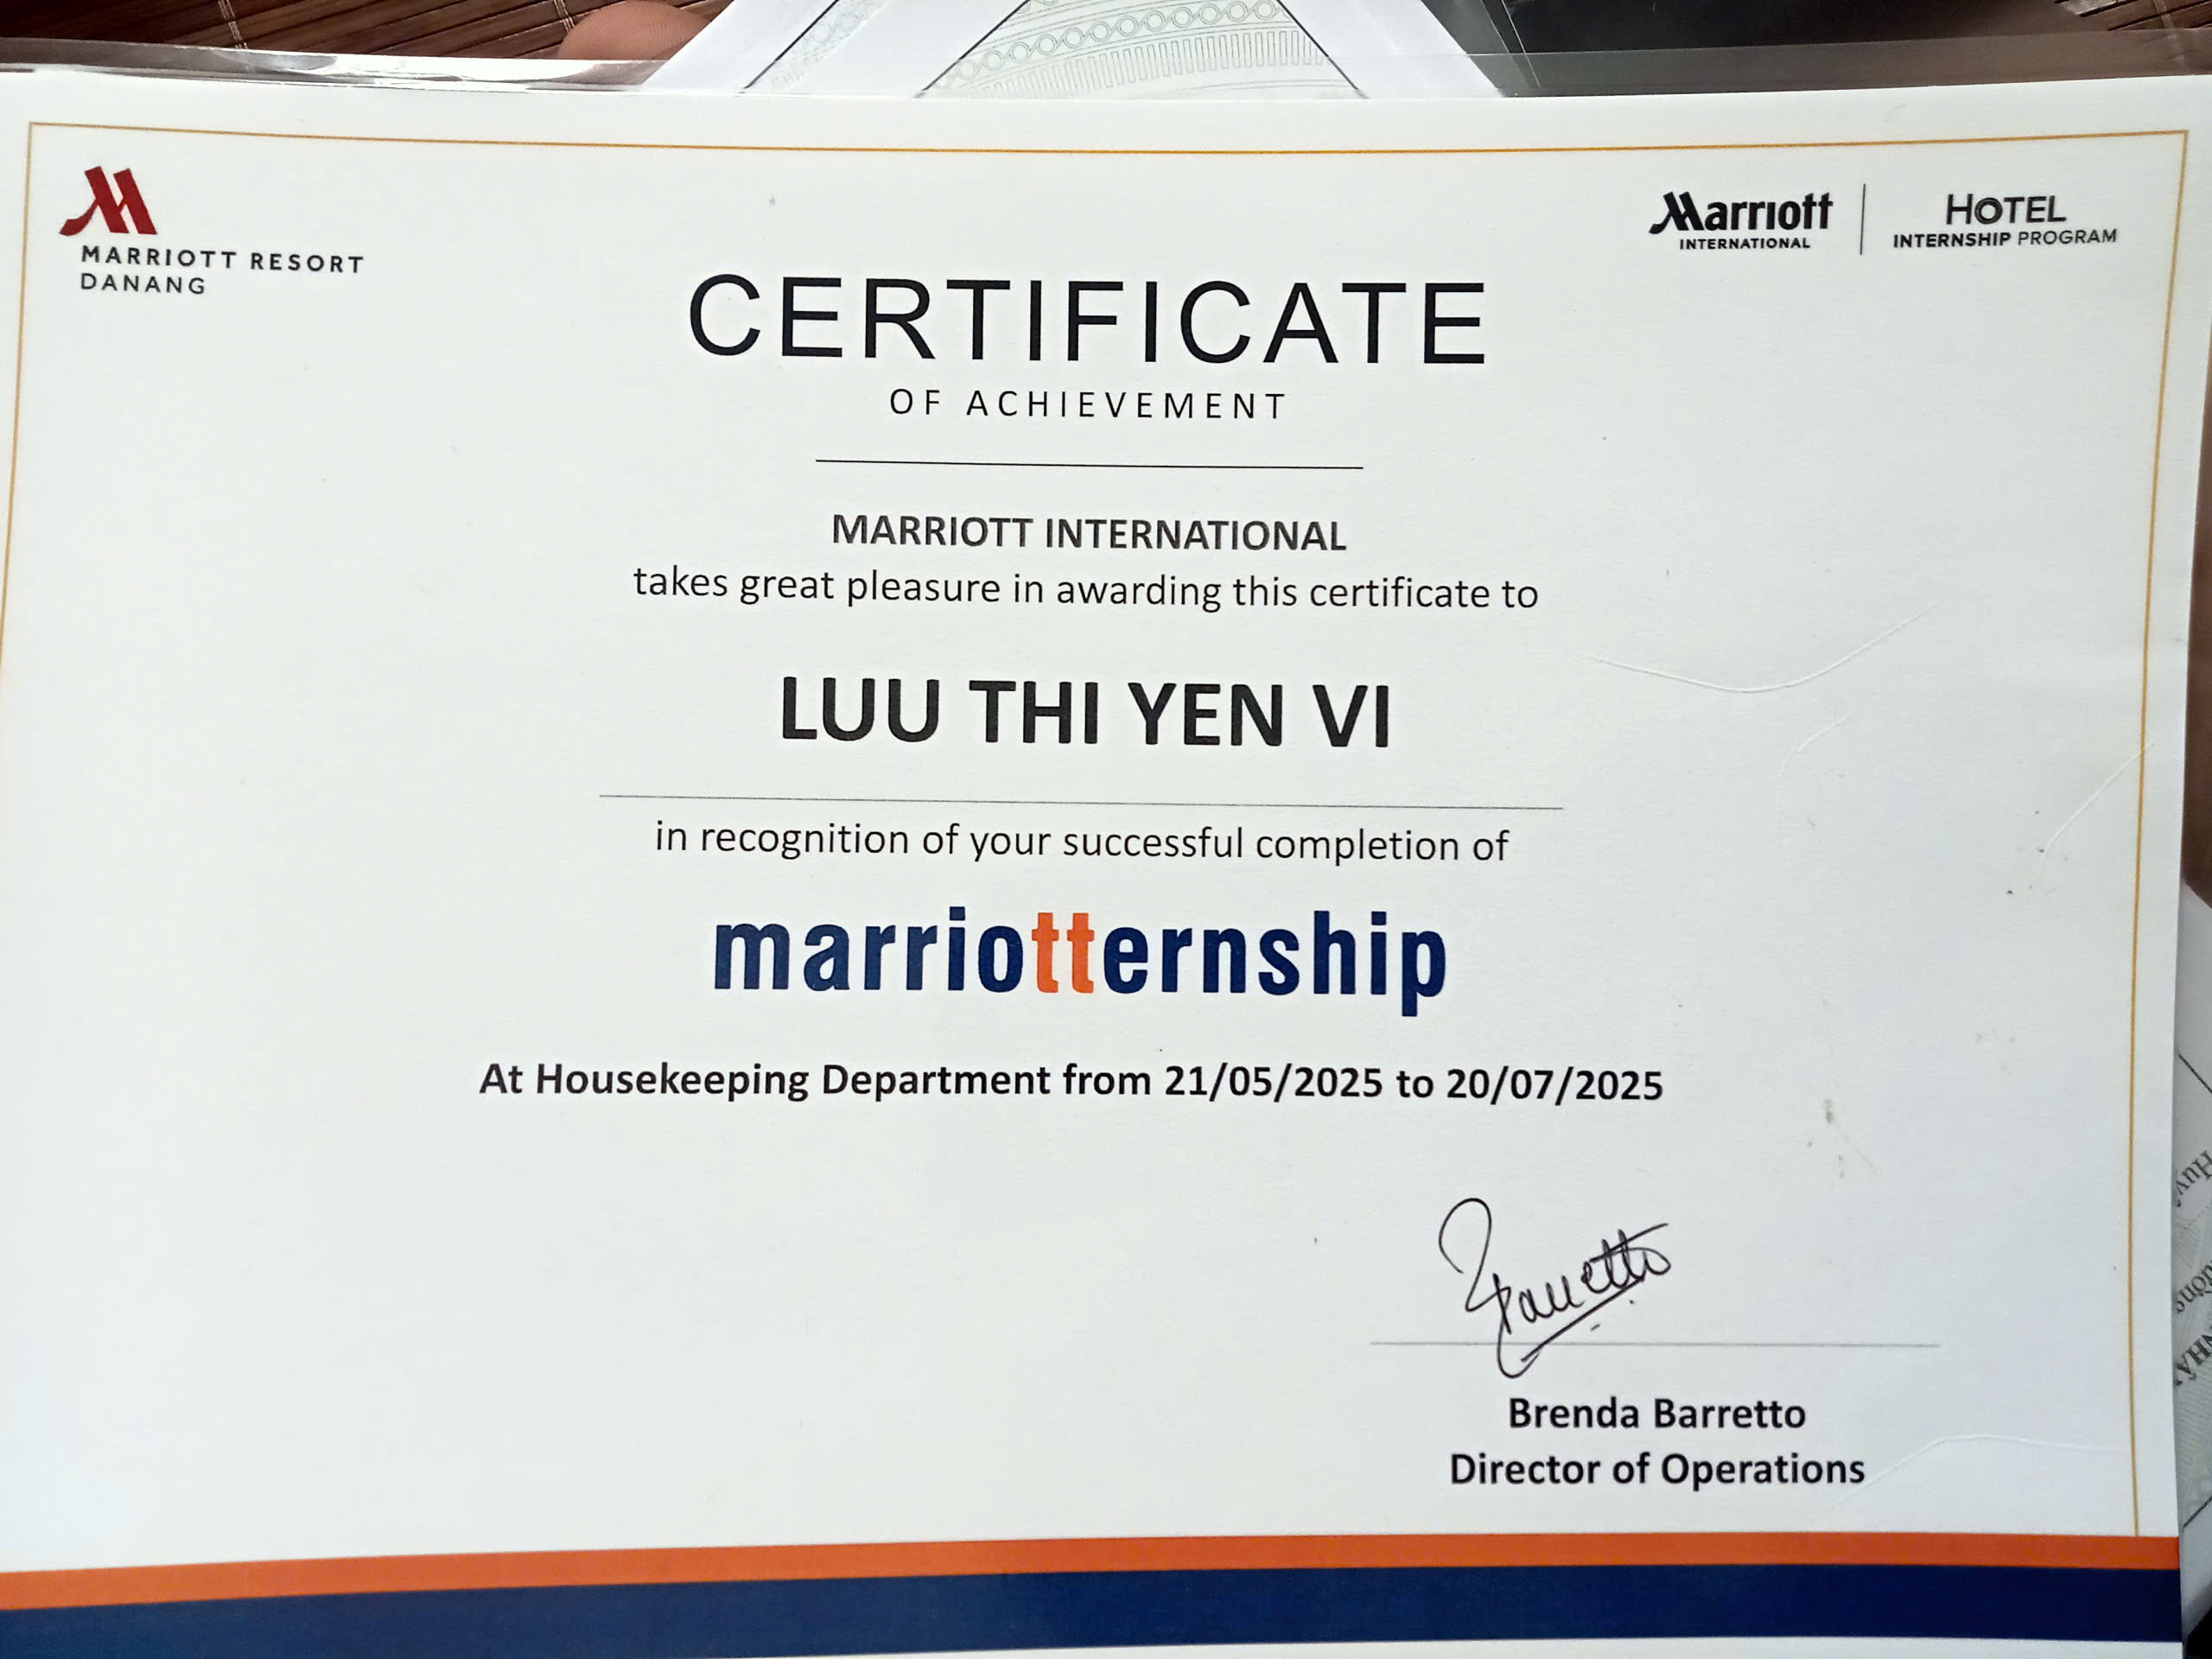 MARRIOTT RESORT
DANANG
Marriott
INTERNATIONAL
HOTEL
INTERNSHIP PROGRAM
CERTIFICATE
OF ACHIEVEMENT
MARRIOTT INTERNATIONAL
takes great pleasure in awarding this certificate to
LUU THI YEN VI
in recognition of your successful completion of
marriotternship
At Housekeeping Department from 21/05/2025 to 20/07/2025
Barretto
Brenda Barretto
Director of Operations